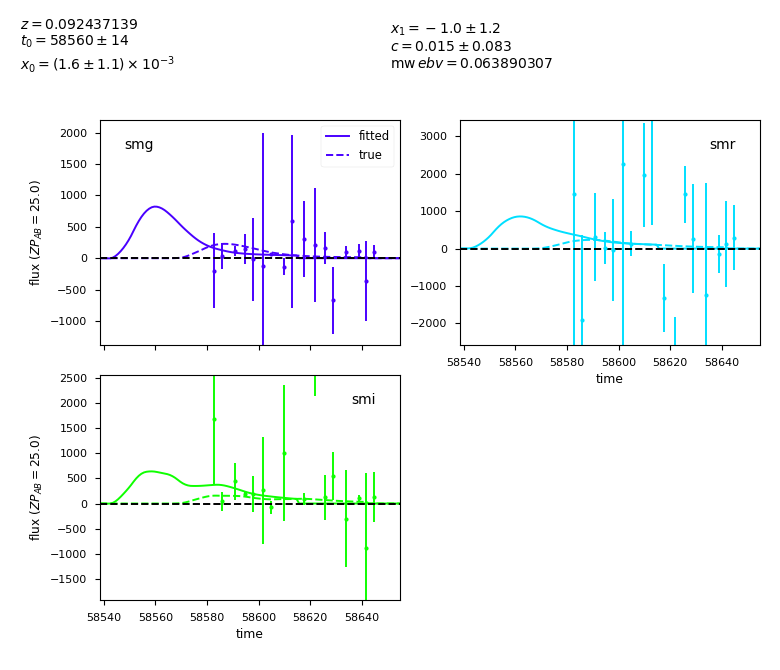 z = 0.092437139
t0 = 58560 ± 14
x0 = (1.6 ± 1.1) × 10^−3
x1 = −1.0 ± 1.2
c = 0.015 ± 0.083
mwebv = 0.063890307
smg
fitted
true
2000
1500
1000
500
0
−500
−1000
flux (ZP_AB = 25.0)
smr
3000
2000
1000
0
−1000
−2000
58540 58560 58580 58600 58620 58640
time
smi
2500
2000
1500
1000
500
0
−500
−1000
−1500
flux (ZP_AB = 25.0)
58540 58560 58580 58600 58620 58640
time